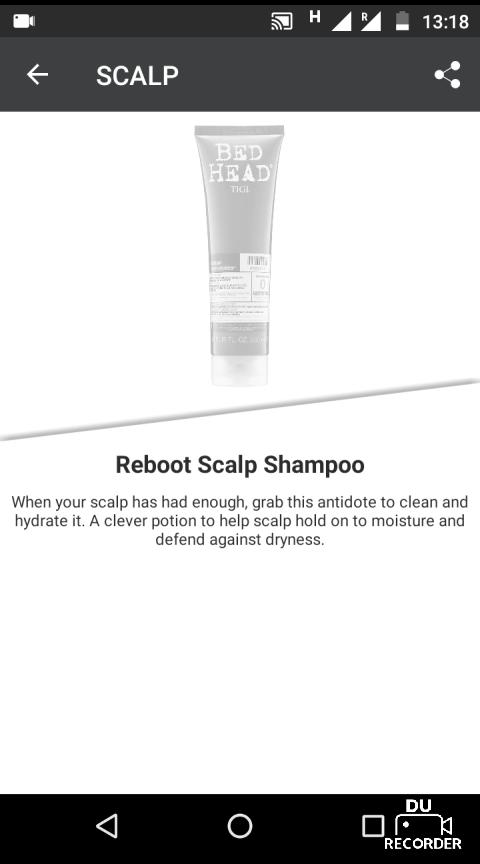 H R 13:18
SCALP
BED
HEAD
TIGI
Reboot Scalp Shampoo
When your scalp has had enough, grab this antidote to clean and
hydrate it. A clever potion to help scalp hold on to moisture and
defend against dryness.
DU
RECORDER